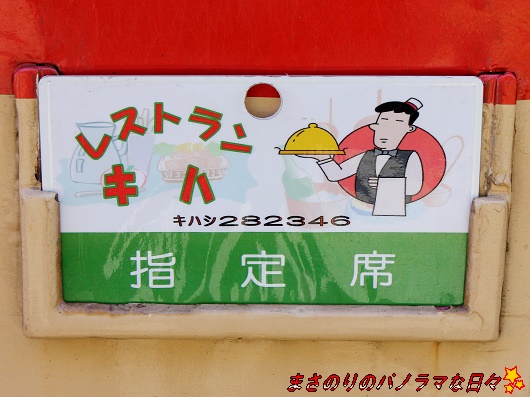 レストラン
キハ
キハシ282346
指定席
まさのりのパノラマな日々